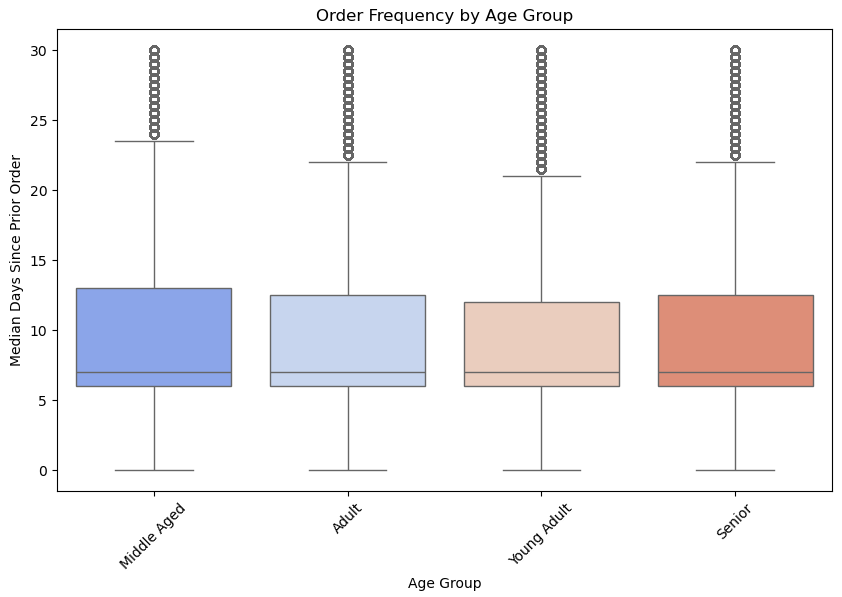 Order Frequency by Age Group
Median Days Since Prior Order
30
25
20
15
10
5
0
Middle Aged
Adult
Young Adult
Senior
Age Group